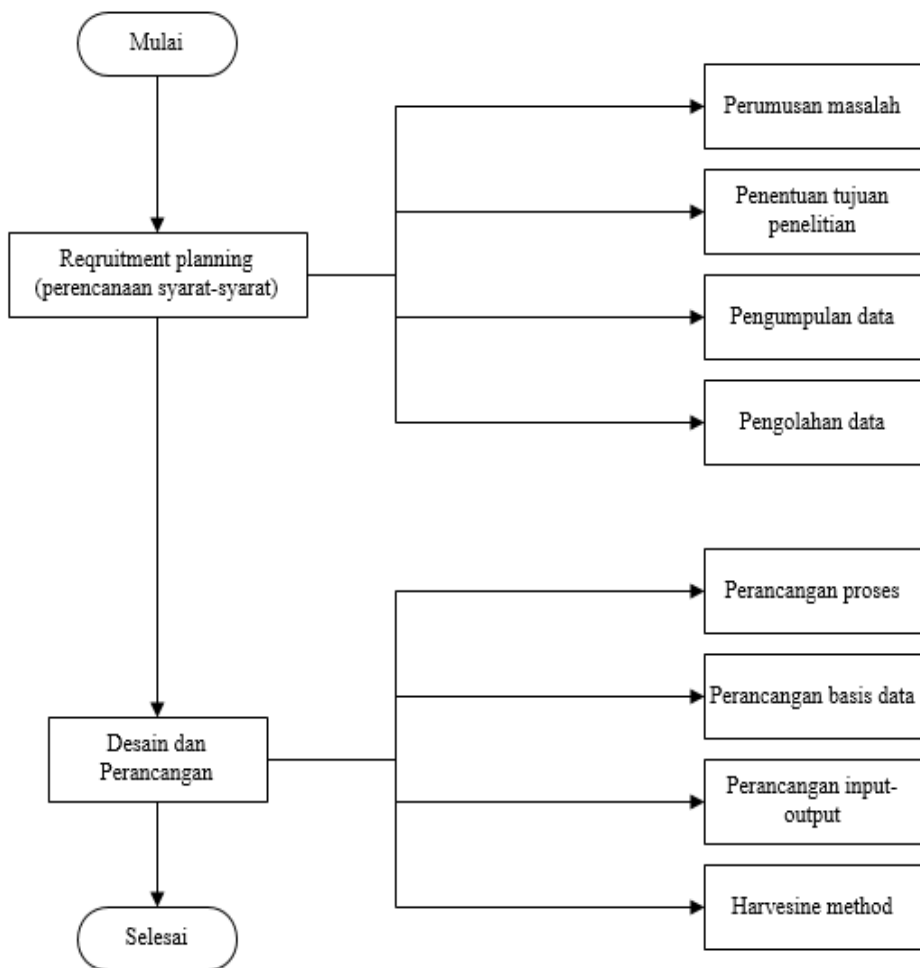 Mulai
Reqruitment planning
(perencanaan syarat-syarat)
Perumusan masalah
Penentuan tujuan
penelitian
Pengumpulan data
Pengolahan data
Desain dan
Perancangan
Perancangan proses
Perancangan basis data
Perancangan input-
output
Harvesine method
Selesai